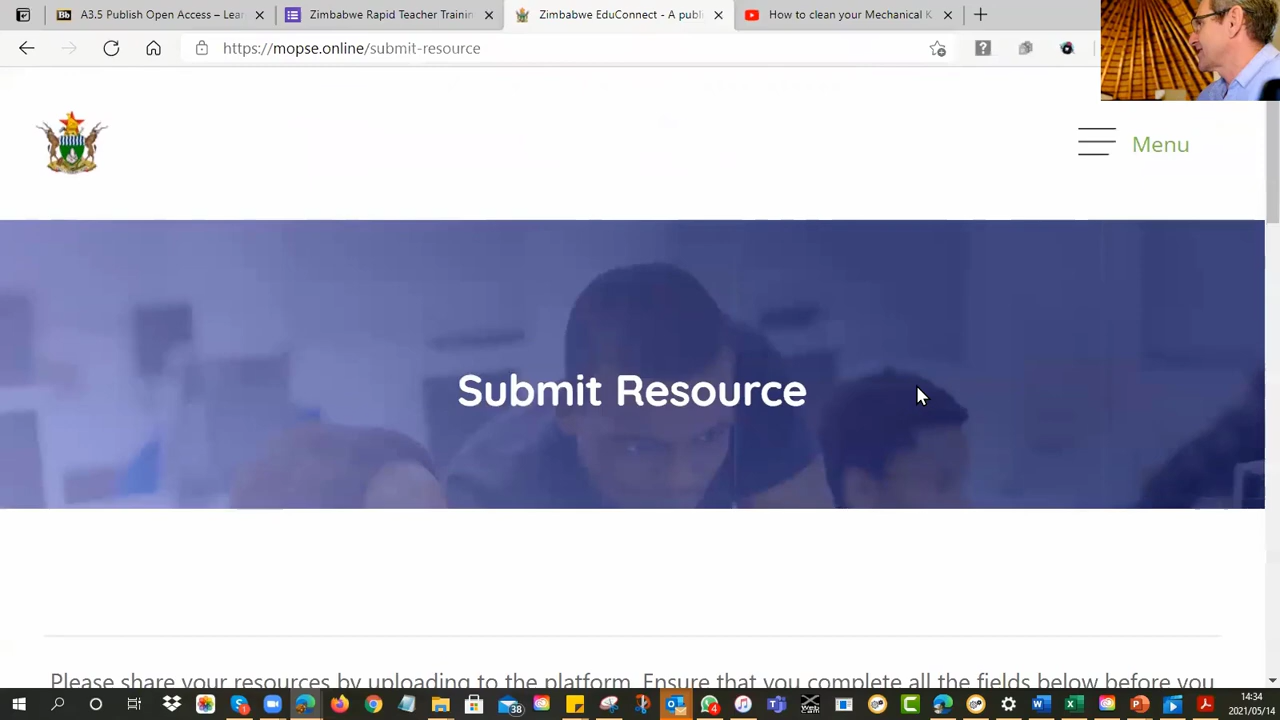 A3.5 Publish Open Access – Lear
Zimbabwe Rapid Teacher Trainin
Zimbabwe EduConnect - A publ
How to clean your Mechanical K
https://mopse.online/submit-resource
Menu
Submit Resource
Please share your resources by uploading to the platform. Ensure that you complete all the fields below before you
38
4
14:34
2021/05/14